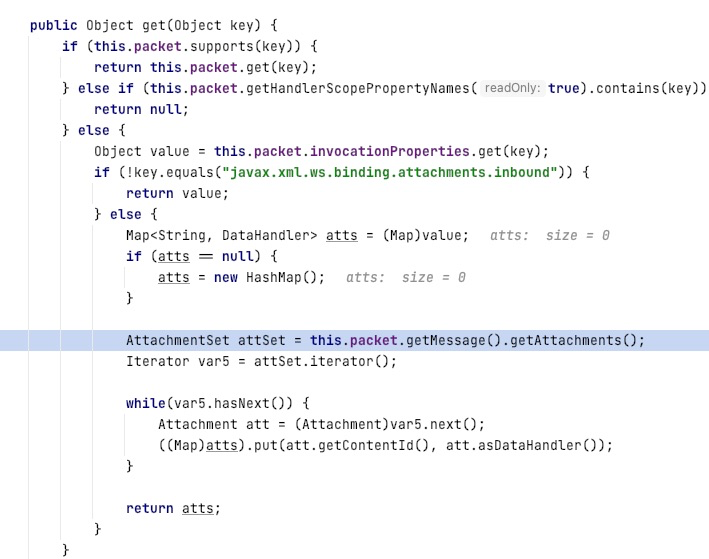 public Object get(Object key) {
if (this.packet.supports(key)) {
return this.packet.get(key);
} else if (this.packet.getHandlerScopePropertyNames( readOnly: true).contains(key))
return null;
} else {
Object value = this.packet.invocationProperties.get(key);
if (!key.equals("javax.xml.ws.binding.attachments.inbound")) {
return value;
} else {
Map<String, DataHandler> atts = (Map)value; atts: size = 0
if (atts == null) {
atts = new HashMap(); atts: size = 0
}
AttachmentSet attSet = this.packet.getMessage().getAttachments();
Iterator var5 = attSet.iterator();
while(var5.hasNext()) {
Attachment att = (Attachment)var5.next();
((Map)atts).put(att.getContentId(), att.asDataHandler());
}
return atts;
}
}